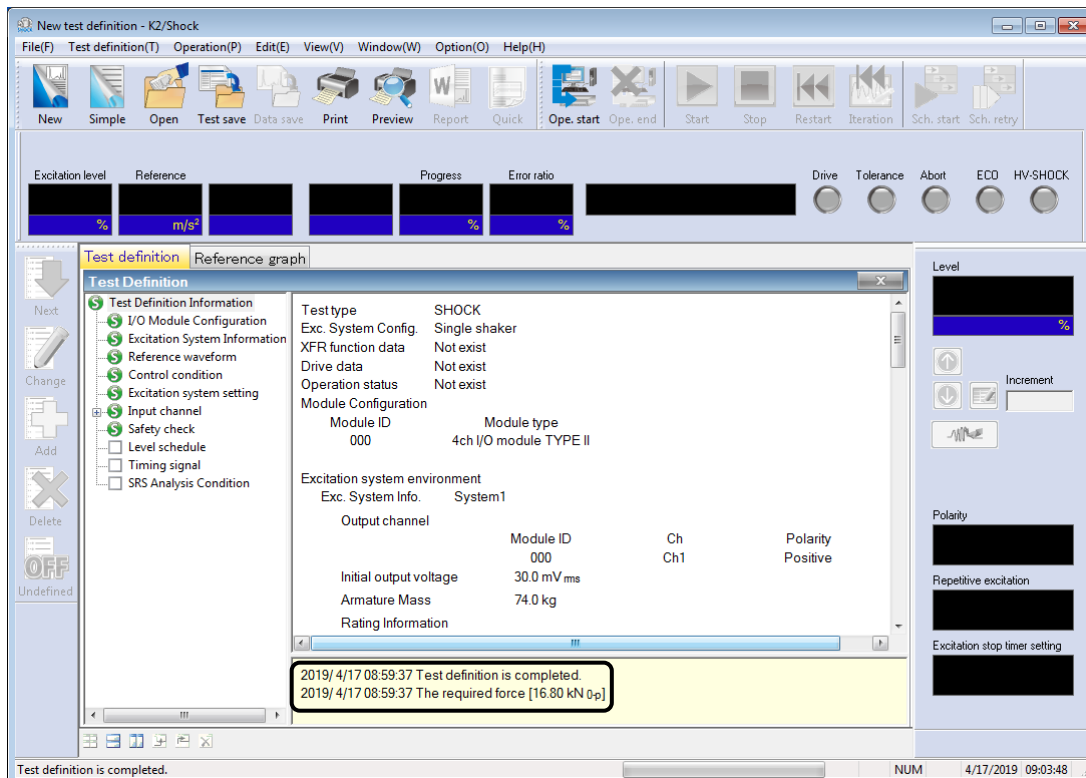 New test definition - K2/Shock
File(F) Test definition(T) Operation(P) Edit(E) View(V) Window(W) Option(O) Help(H)
New Simple Open Test save Data save Print Preview Report Quick Ope. start Ope. end Start Stop Restart Iteration Sch. start Sch. retry
Excitation level Reference Progress Error ratio Drive Tolerance Abort ECO HV-SHOCK
% m/s² % %
Test definition Reference graph
Test Definition
Next
Change
Add
Delete
OFF
Undefined
Test Definition Information
I/O Module Configuration
Excitation System Information
Reference waveform
Control condition
Excitation system setting
Input channel
Safety check
Level schedule
Timing signal
SRS Analysis Condition
Test type SHOCK
Exc. System Config. Single shaker
XFR function data Not exist
Drive data Not exist
Operation status Not exist
Module Configuration
Module ID Module type
000 4ch I/O module TYPE II
Excitation system environment
Exc. System Info. System1
Output channel
Module ID Ch Polarity
000 Ch1 Positive
Initial output voltage 30.0 mV rms
Armature Mass 74.0 kg
Rating Information
2019/ 4/17 08:59:37 Test definition is completed.
2019/ 4/17 08:59:37 The required force [16.80 kN 0-p]
Level
%
Increment
Polarity
Repetitive excitation
Excitation stop timer setting
Test definition is completed. NUM 4/17/2019 09:03:48